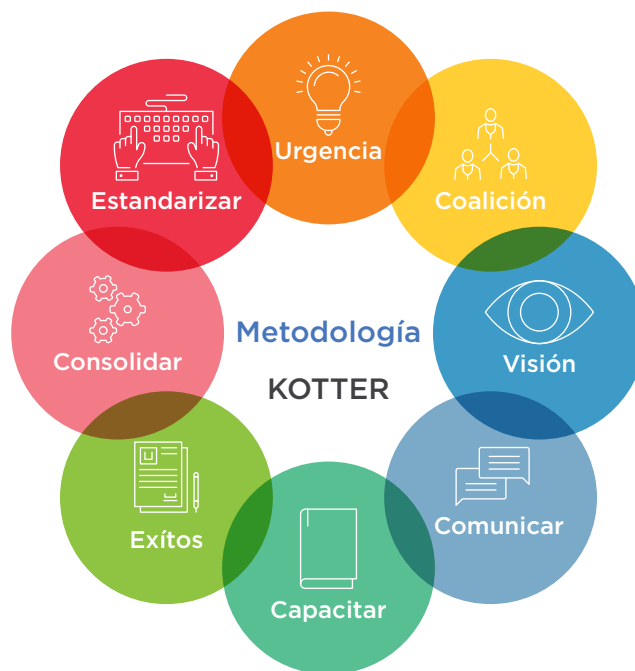 Urgencia
Coalición
Visión
Comunicar
Capacitar
Exítos
Consolidar
Estandarizar
Metodología
KOTTER